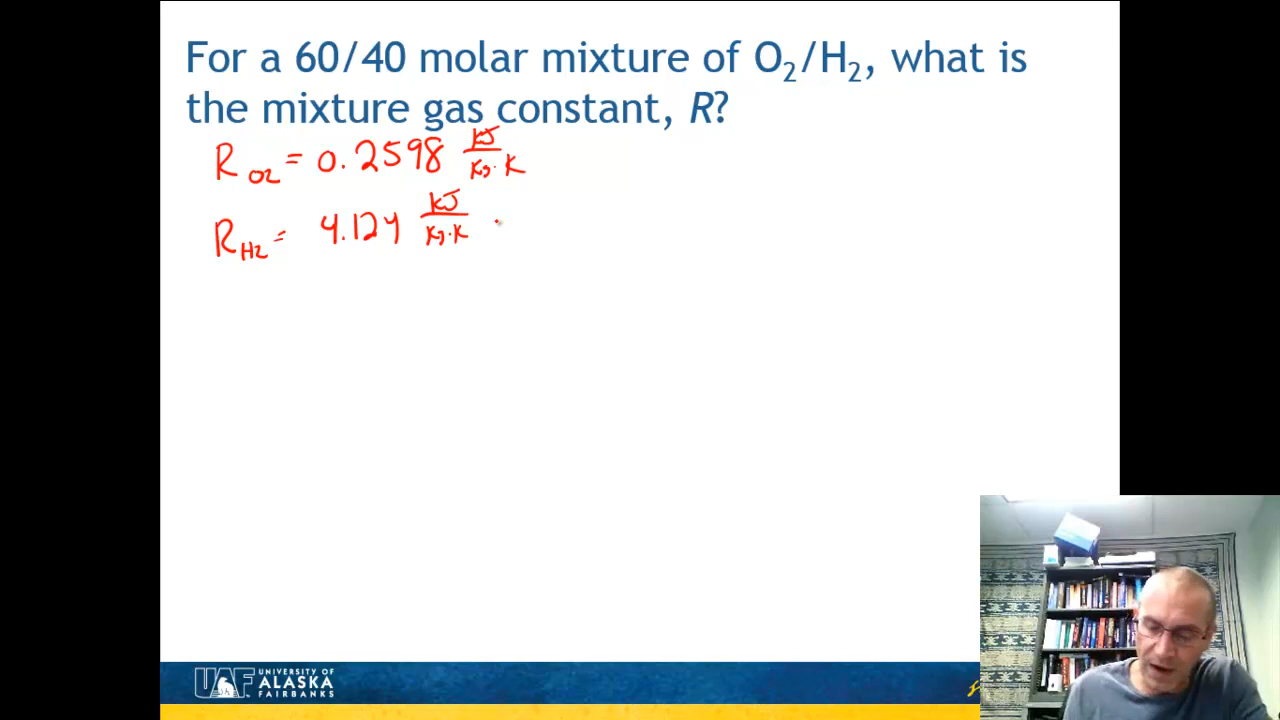 For a 60/40 molar mixture of O₂/H₂, what is
the mixture gas constant, R?
R O2 = 0.2598 kJ/kg·K
R H2 = 4.124 kJ/kg·K
UAF UNIVERSITY OF
ALASKA
FAIRBANKS